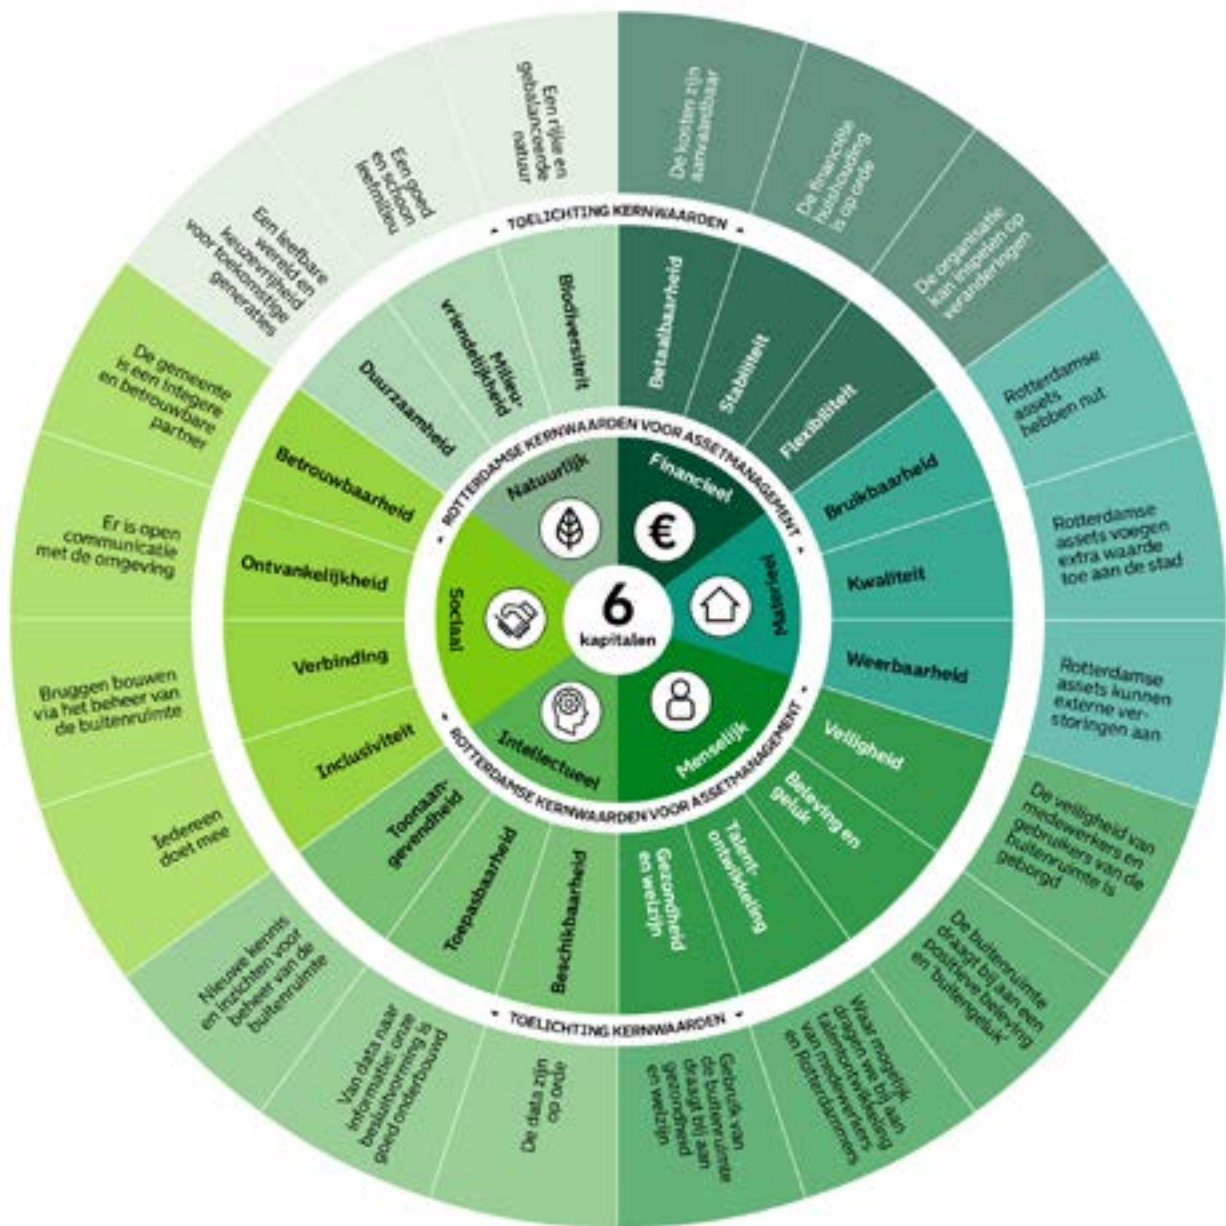 6
kapitalen
Financieel
€
Materieel
Menselijk
Intellectueel
Sociaal
Natuurlijk
ROTTERDAMSE KERNWAARDEN VOOR ASSETMANAGEMENT
ROTTERDAMSE KERNWAARDEN VOOR ASSETMANAGEMENT
Betaalbaarheid
Stabiliteit
Flexibiliteit
Bruikbaarheid
Kwaliteit
Weerbaarheid
Veiligheid
Beleving en
geluk
Talent-
ontwikkeling
Gezondheid
en welzijn
Beschikbaarheid
Toepasbaarheid
Toonaan-
gevendheid
Inclusiviteit
Verbinding
Ontvankelijkheid
Betrouwbaarheid
Duurzaamheid
Milieu-
vriendelijkheid
Biodiversiteit
TOELICHTING KERNWAARDEN
TOELICHTING KERNWAARDEN
De kosten zijn
aanvaardbaar
De financiële
huishouding
is op orde
De organisatie
kan inspelen op
veranderingen
Rotterdamse
assets
hebben nut
Rotterdamse
assets voegen
extra waarde
toe aan de stad
Rotterdamse
assets kunnen
externe ver-
storingen aan
De veiligheid van
medewerkers en
gebruikers van de
buitenruimte is
geborgd
De buitenruimte
draagt bij aan een
positieve beleving
en 'buitengeluk'
Waar mogelijk
dragen we bij aan
talentontwikkeling
van medewerkers
en Rotterdammers
Gebruik van
de buitenruimte
draagt bij aan
gezondheid
en welzijn
De data zijn
op orde
Van data naar
informatie: onze
besluitvorming is
goed onderbouwd
Nieuwe kennis
en inzichten voor
beheer van de
buitenruimte
Iedereen
doet mee
Bruggen bouwen
via het beheer van
de buitenruimte
Er is open
communicatie
met de omgeving
De gemeente
is een integere
en betrouwbare
partner
Een leefbare
wereld en
keuzevrijheid
voor toekomstige
generaties
Een goed
en schoon
leefmilieu
Een rijke en
gebalanceerde
natuur